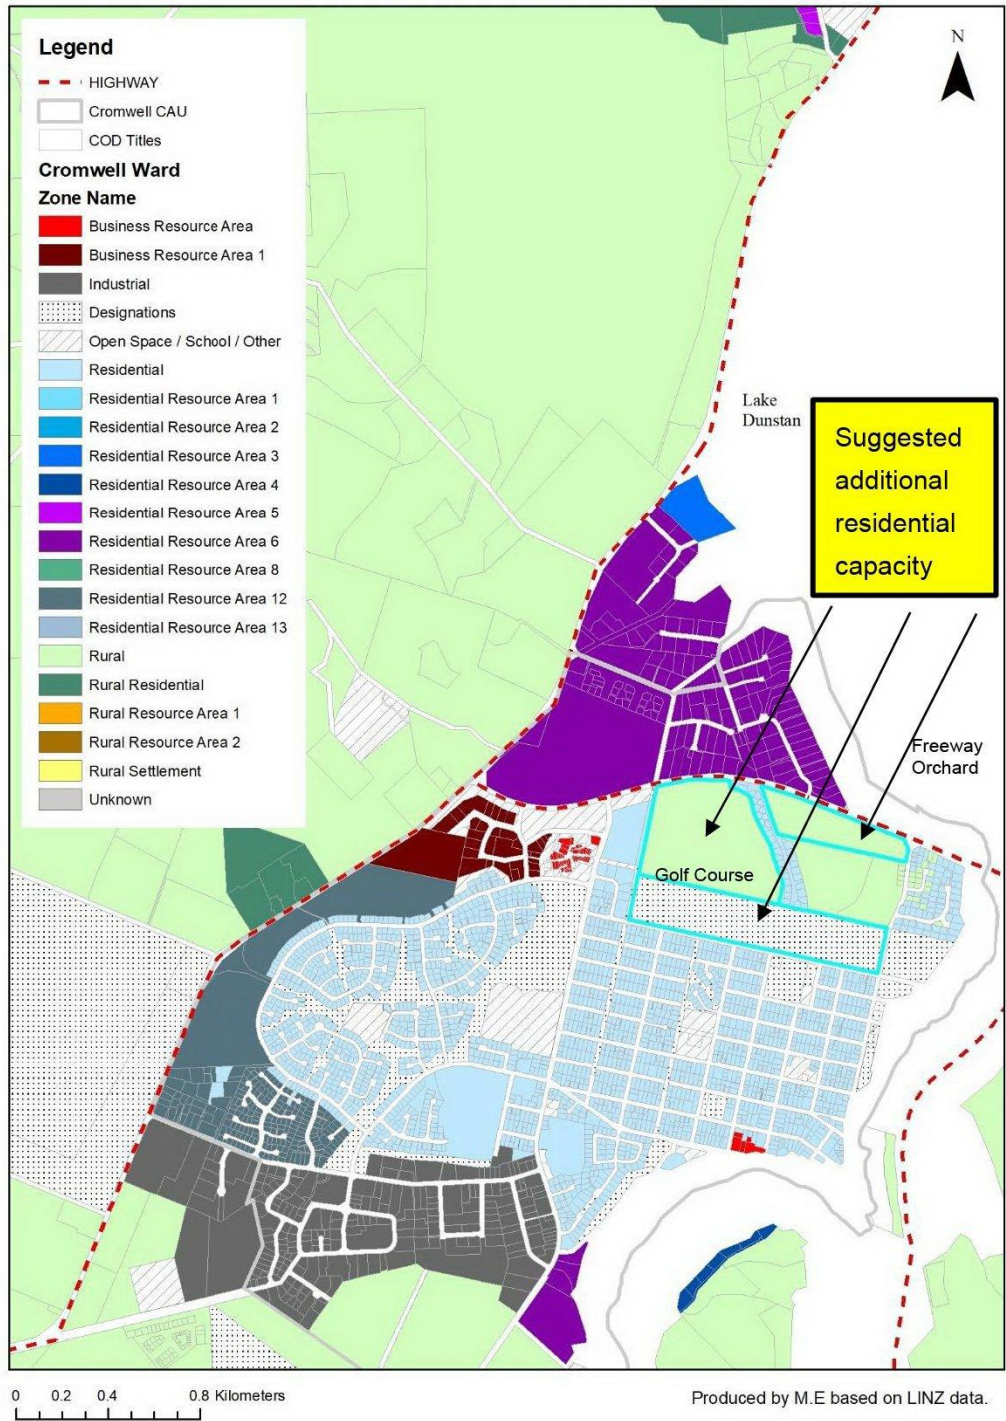 Legend
HIGHWAY
Cromwell CAU
COD Titles
Cromwell Ward
Zone Name
Business Resource Area
Business Resource Area 1
Industrial
Designations
Open Space / School / Other
Residential
Residential Resource Area 1
Residential Resource Area 2
Residential Resource Area 3
Residential Resource Area 4
Residential Resource Area 5
Residential Resource Area 6
Residential Resource Area 8
Residential Resource Area 12
Residential Resource Area 13
Rural
Rural Residential
Rural Resource Area 1
Rural Resource Area 2
Rural Settlement
Unknown
N
Lake
Dunstan
Suggested
additional
residential
capacity
Freeway
Orchard
Golf Course
0 0.2 0.4 0.8 Kilometers
Produced by M.E based on LINZ data.